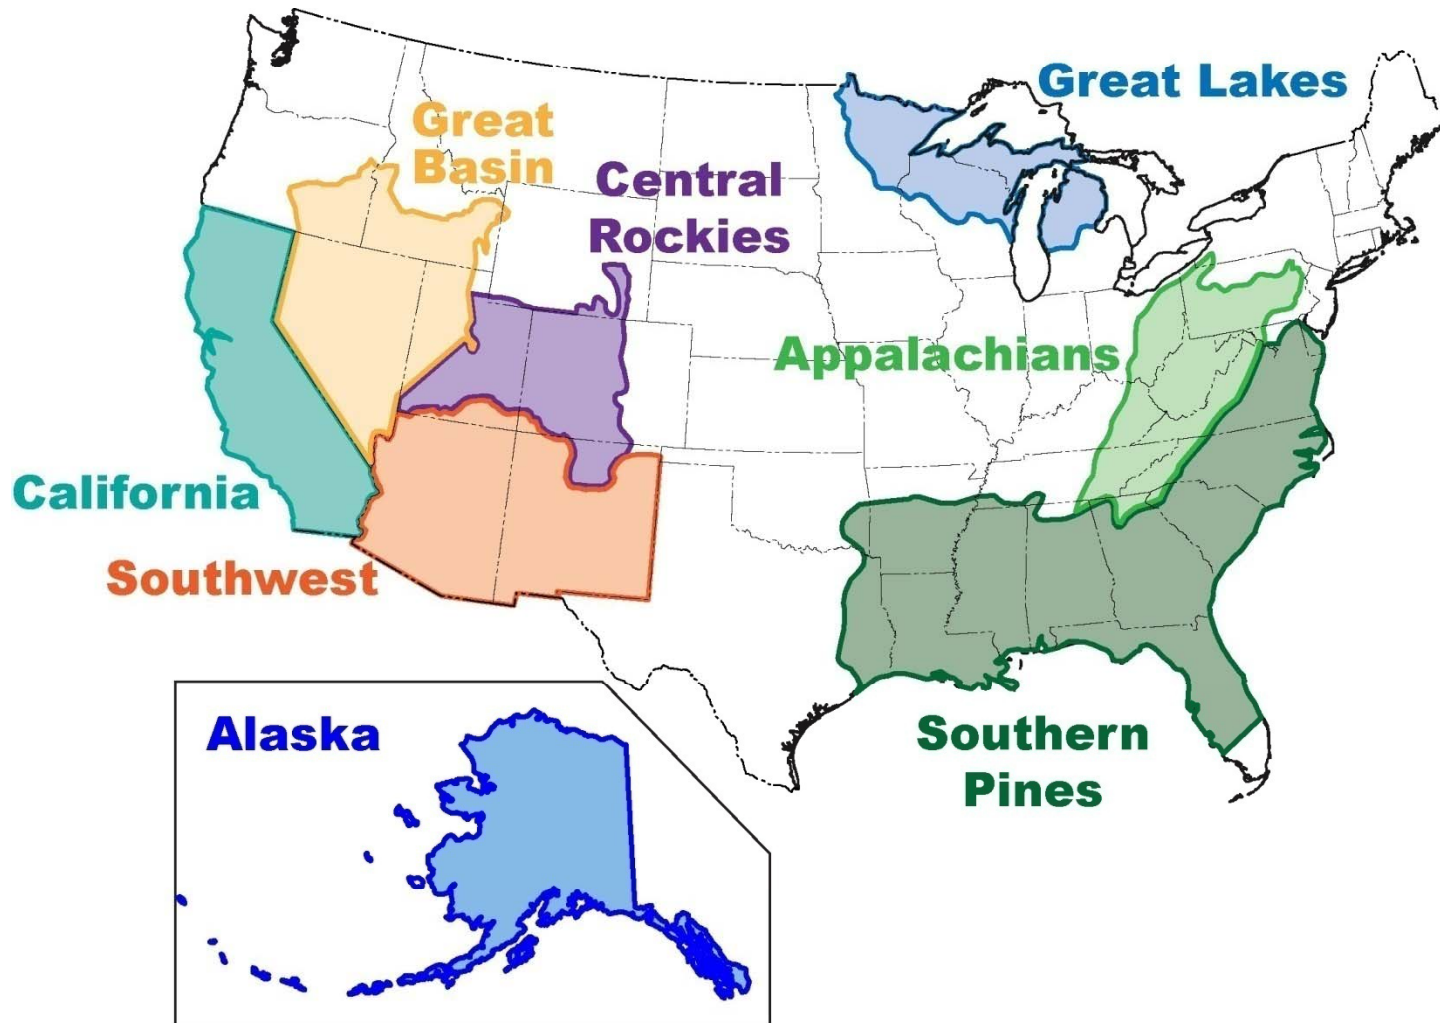 Great Lakes
Great
Basin
Central
Rockies
Appalachians
California
Southwest
Southern
Pines
Alaska